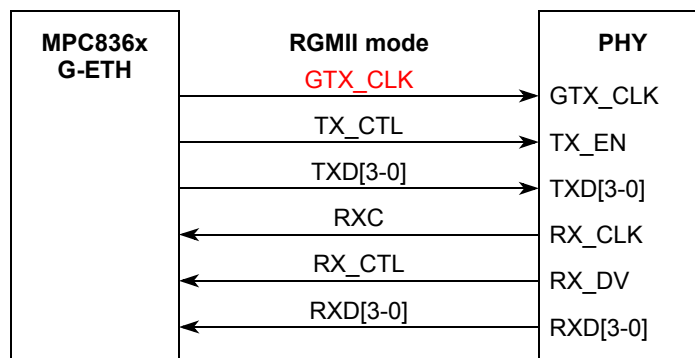 MPC836x
G-ETH
RGMII mode
PHY
GTX_CLK
GTX_CLK
TX_CTL
TX_EN
TXD[3-0]
TXD[3-0]
RXC
RX_CLK
RX_CTL
RX_DV
RXD[3-0]
RXD[3-0]